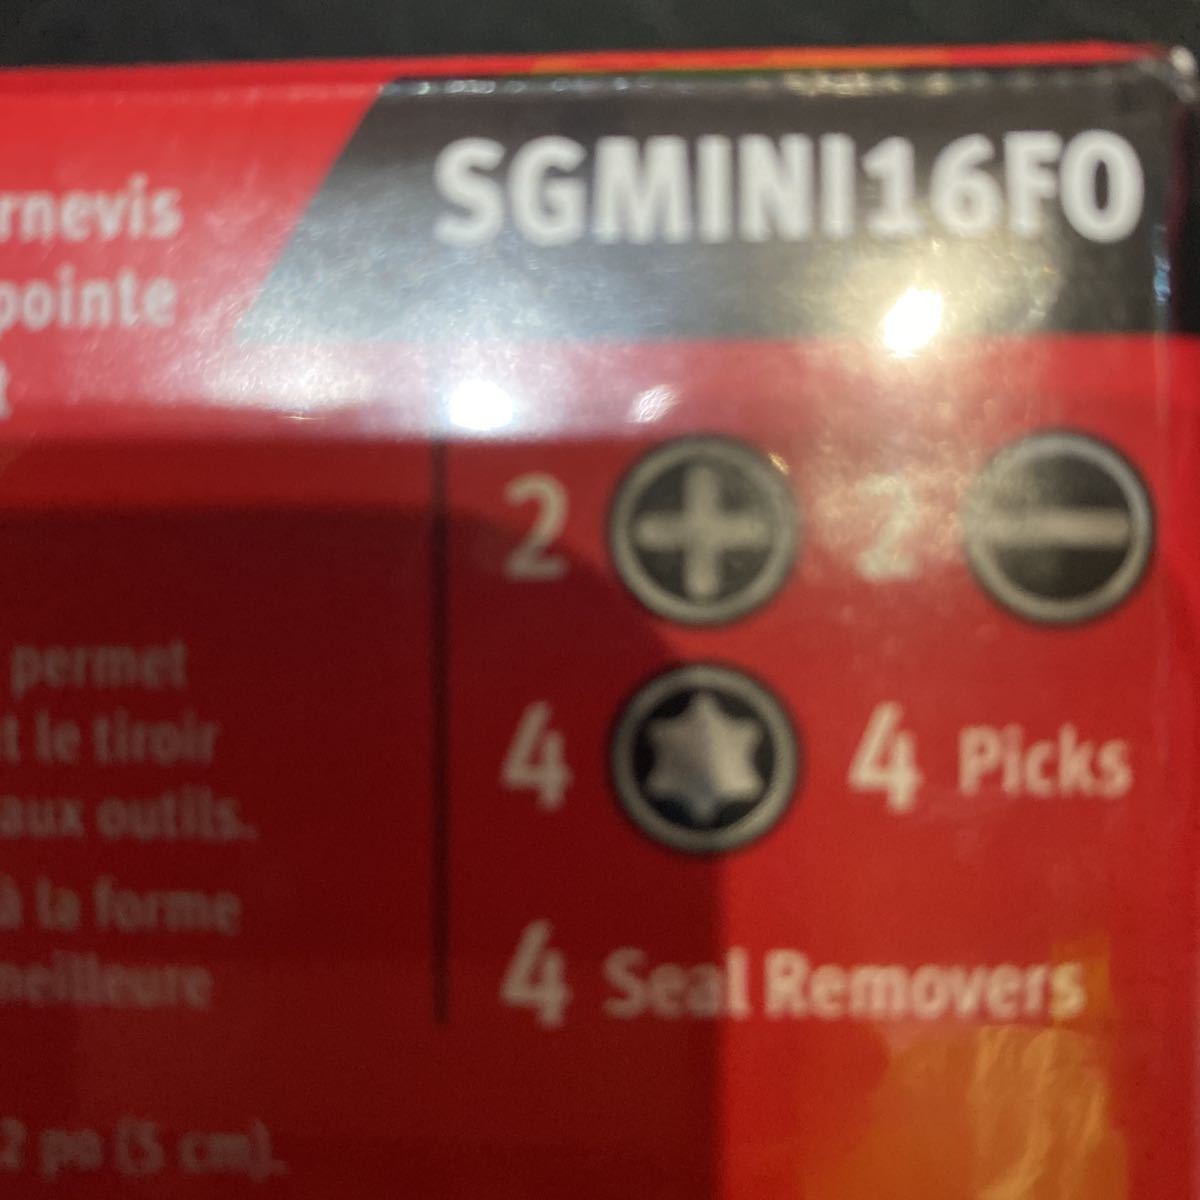 SGMINI16FO
rnevis
pointe
2 2
permet
t le tiroir
aux outils.
à la forme
meilleure
4 4 Picks
4 Seal Removers
2 po (5 cm).